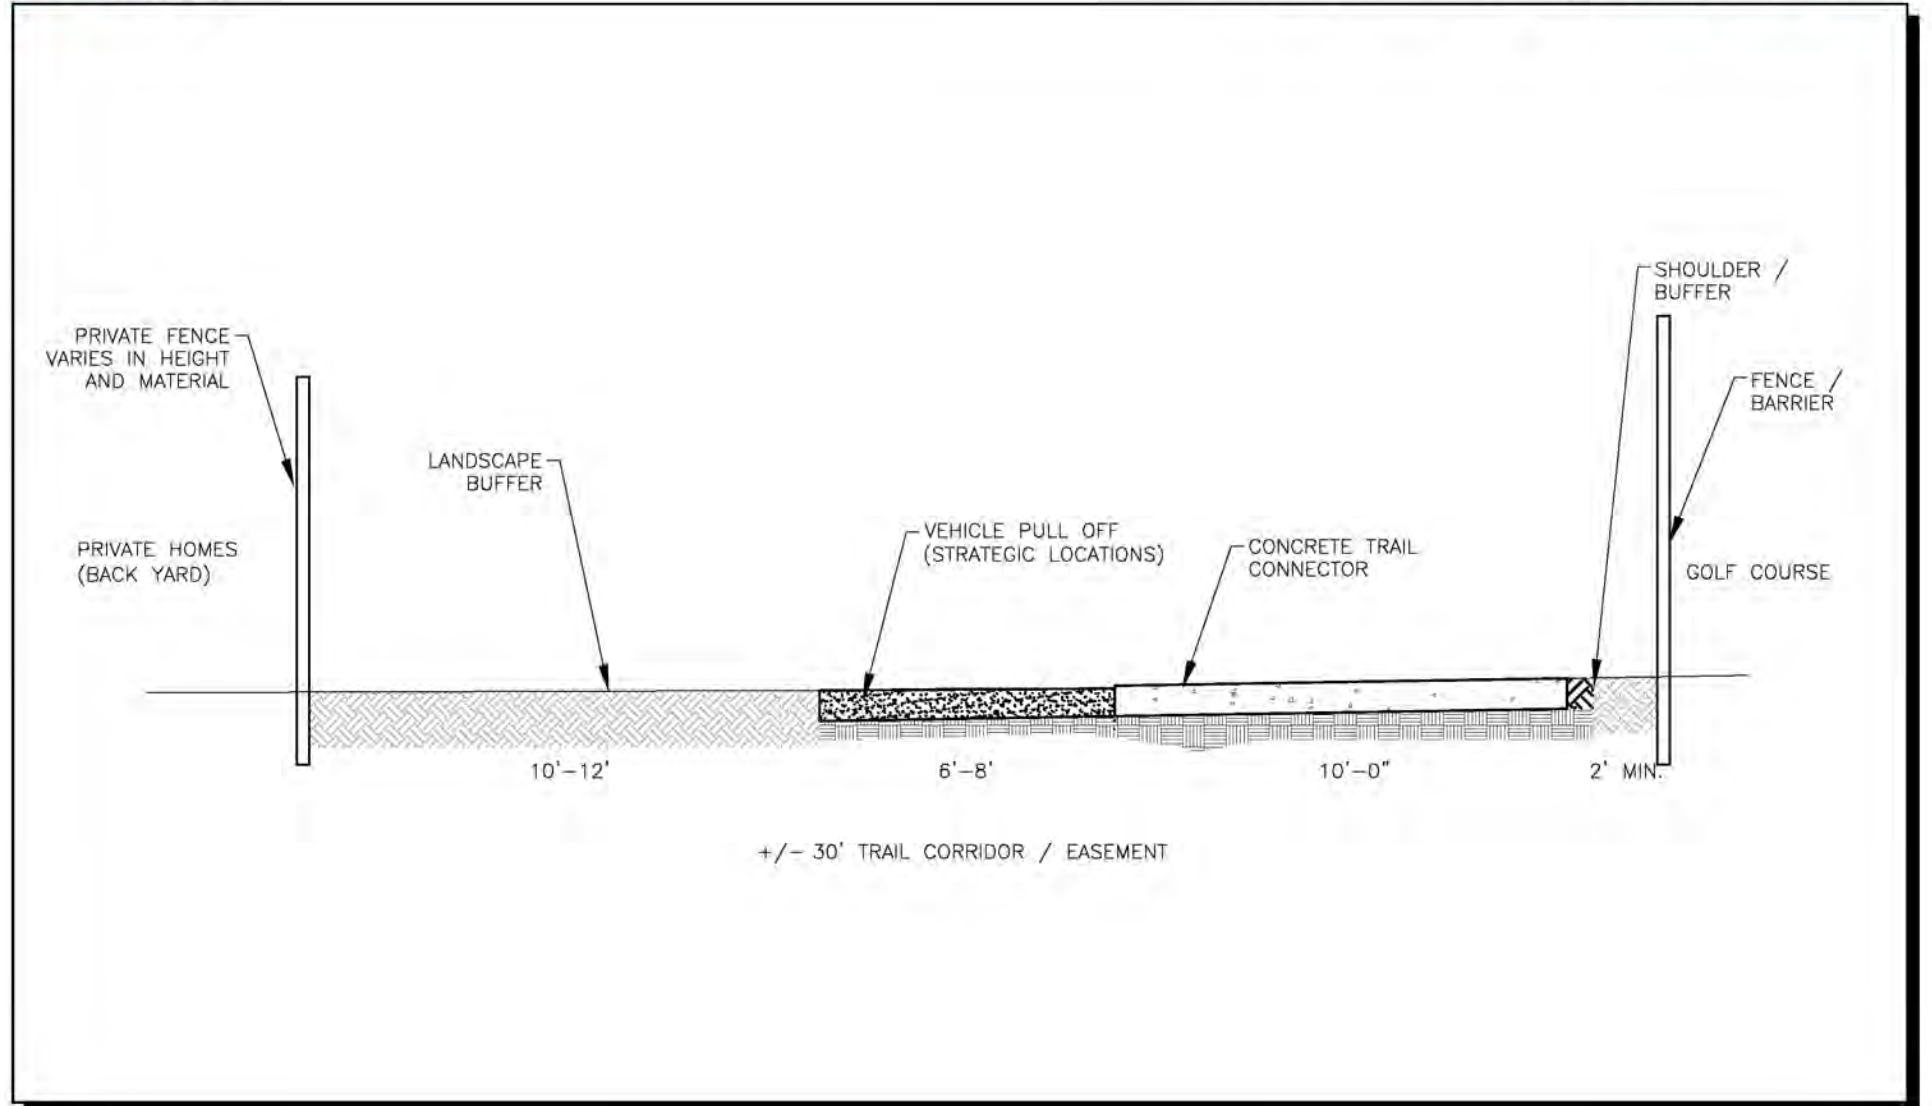 SHOULDER /
BUFFER
PRIVATE FENCE
VARIES IN HEIGHT
AND MATERIAL
FENCE /
BARRIER
LANDSCAPE
BUFFER
VEHICLE PULL OFF
(STRATEGIC LOCATIONS)
CONCRETE TRAIL
CONNECTOR
PRIVATE HOMES
(BACK YARD)
GOLF COURSE
10'-12'
6'-8'
10'-0"
2' MIN.
+/- 30' TRAIL CORRIDOR / EASEMENT